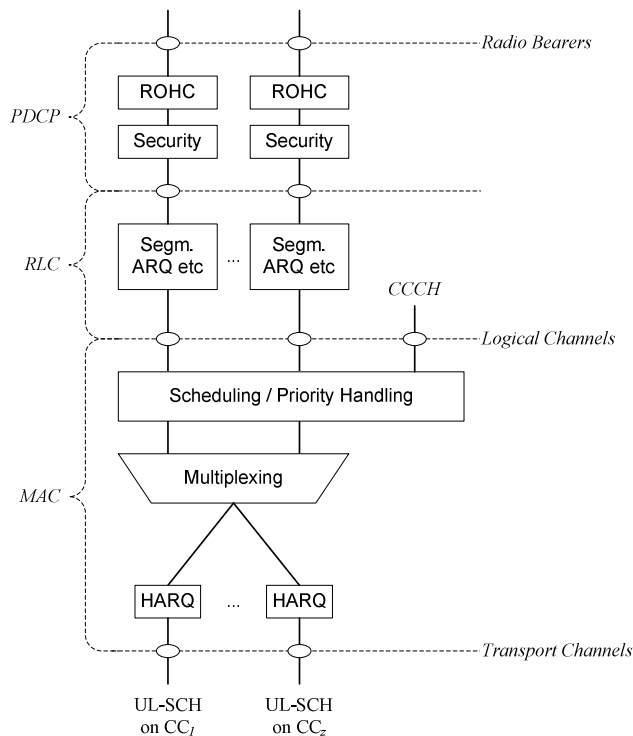 Radio Bearers
ROHC
ROHC
PDCP
Security
Security
Segm.
ARQ etc
...
Segm.
ARQ etc
RLC
CCCH
Logical Channels
Scheduling / Priority Handling
Multiplexing
MAC
HARQ
...
HARQ
Transport Channels
UL-SCH
on CC1
UL-SCH
on CCz